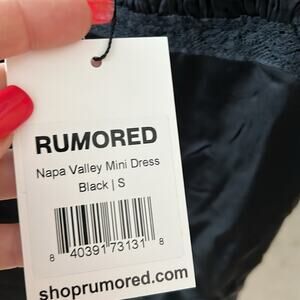 RUMORED
Napa Valley Mini Dress
Black | S
8 40391 73131 8
shoprumored.com